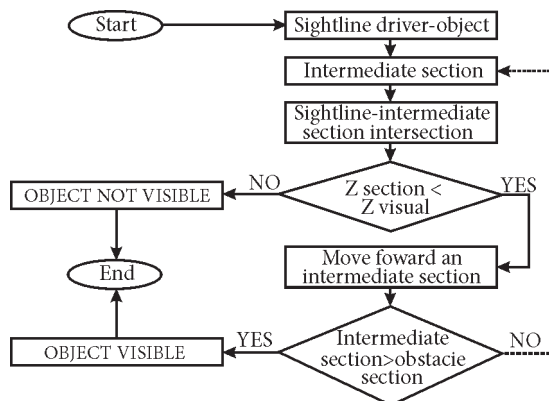 Start
Sightline driver-object
Intermediate section
Sightline-intermediate
section intersection
Z section <
Z visual
NO
YES
OBJECT NOT VISIBLE
Move foward an
intermediate section
End
Intermediate
section>obstacie
section
YES
NO
OBJECT VISIBLE